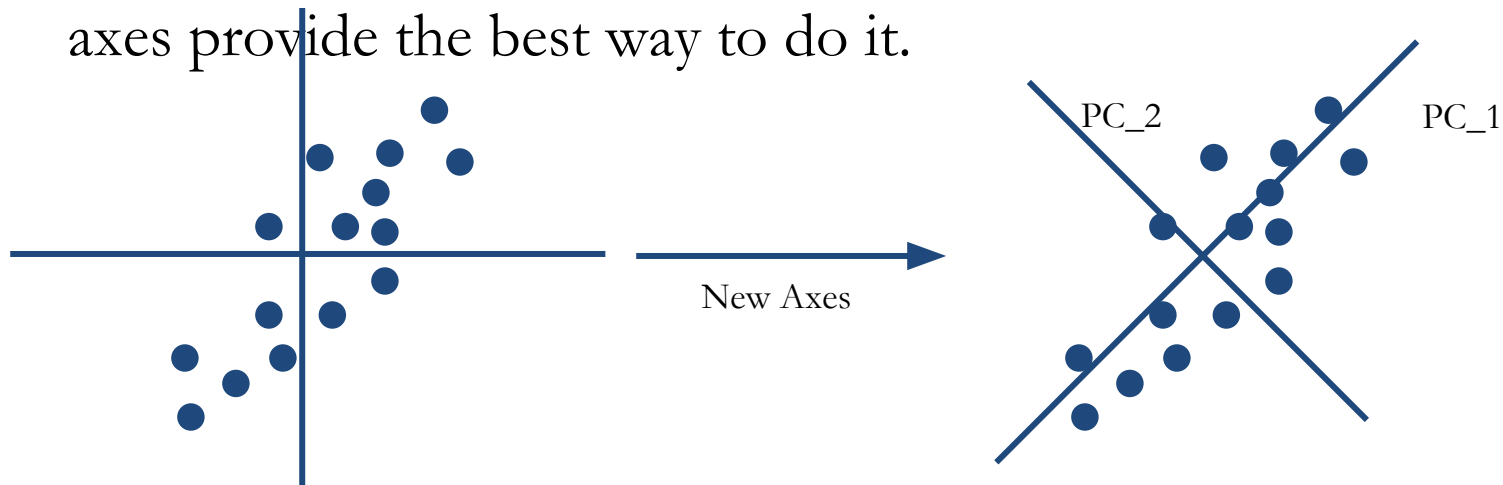 axes provide the best way to do it.
PC_2
PC_1
New Axes